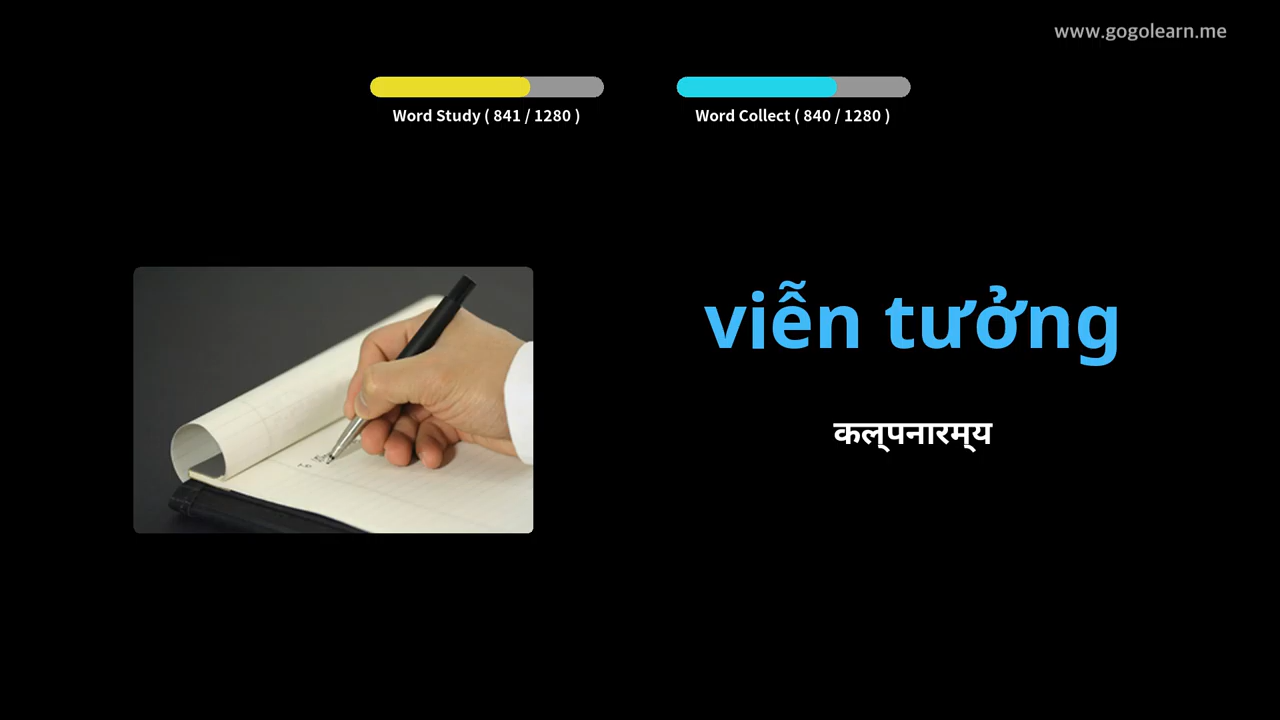 www.gogolearn.me
Word Study ( 841 / 1280 )
Word Collect ( 840 / 1280 )
viễn tưởng
कल्पनारम्य